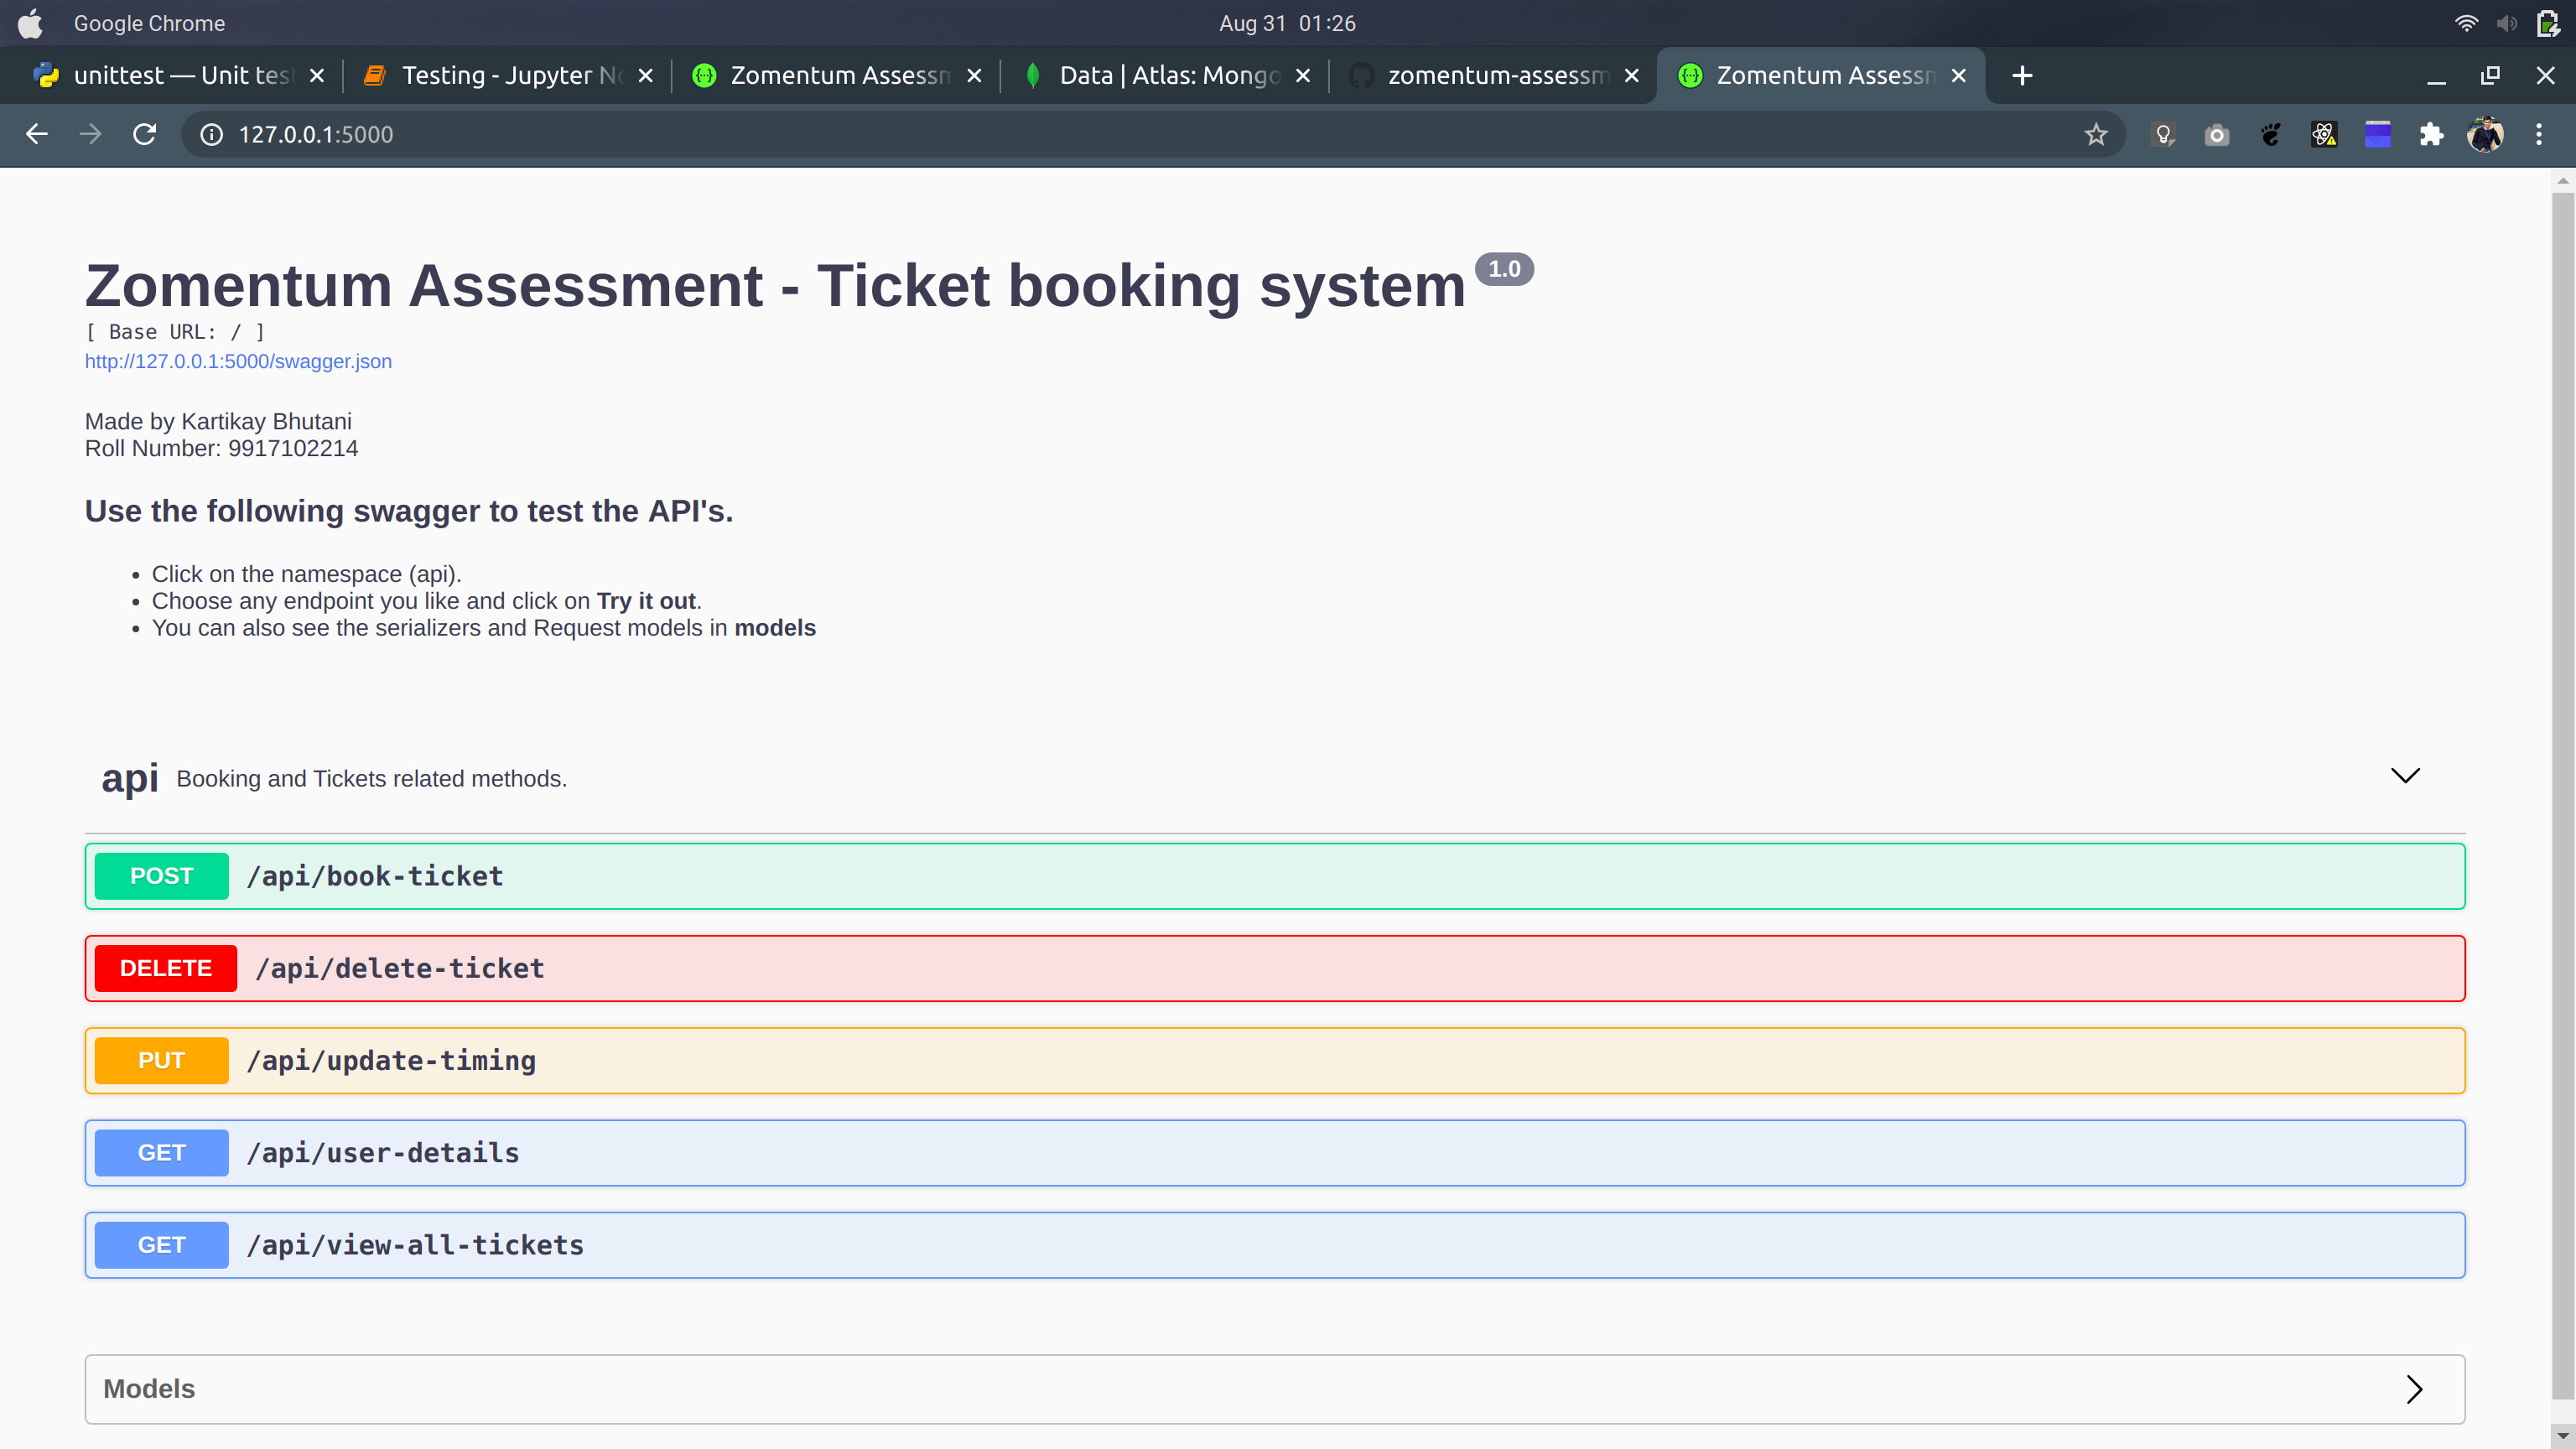 Google Chrome
Aug 31 01:26
unittest — Unit test
Testing - Jupyter No
Zomentum Assessm
Data | Atlas: Mongo
zomentum-assessm
Zomentum Assessm
127.0.0.1:5000
Zomentum Assessment - Ticket booking system 1.0
[ Base URL: / ]
http://127.0.0.1:5000/swagger.json
Made by Kartikay Bhutani
Roll Number: 9917102214
Use the following swagger to test the API's.
• Click on the namespace (api).
• Choose any endpoint you like and click on Try it out.
• You can also see the serializers and Request models in models
api Booking and Tickets related methods.
POST /api/book-ticket
DELETE /api/delete-ticket
PUT /api/update-timing
GET /api/user-details
GET /api/view-all-tickets
Models